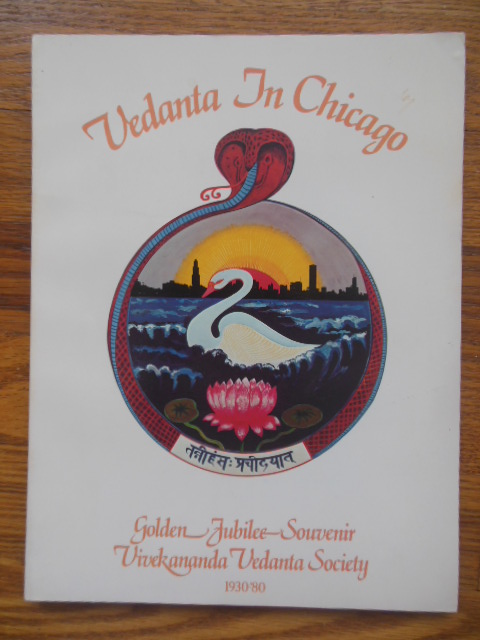 Vedanta In Chicago
तन्नोहंसः प्रचोदयात
Golden Jubilee—Souvenir
Vivekananda Vedanta Society
1930-'80